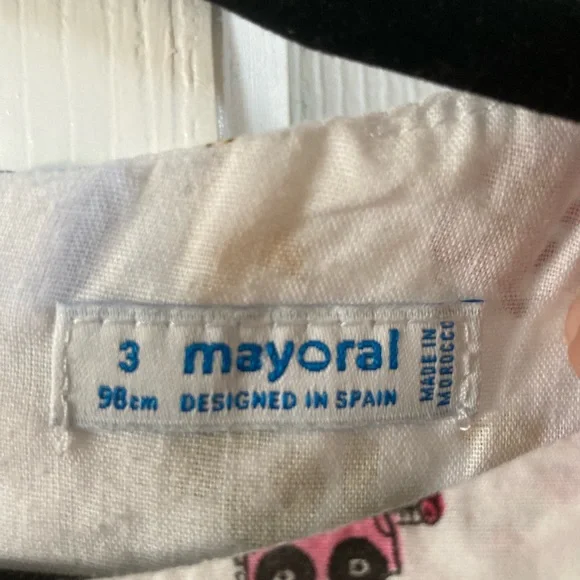 3 mayoral
98cm DESIGNED IN SPAIN
MADE IN
MOROCCO